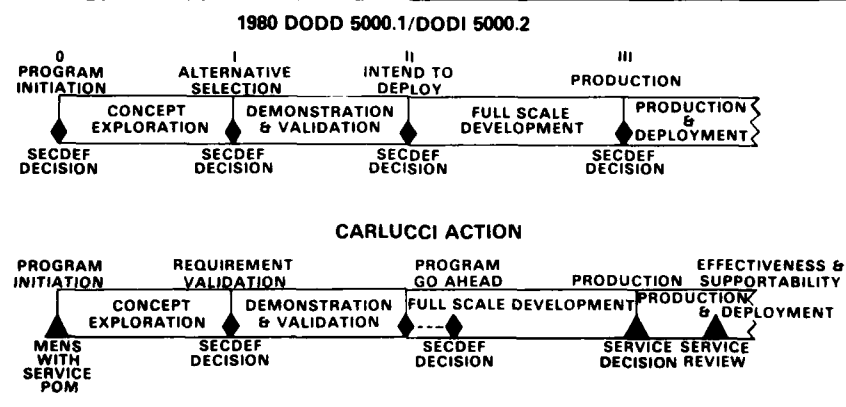 1980 DODD 5000.1/DODI 5000.2
0
PROGRAM
INITIATION
I
ALTERNATIVE
SELECTION
II
INTEND TO
DEPLOY
III
PRODUCTION
CONCEPT
EXPLORATION
DEMONSTRATION
& VALIDATION
FULL SCALE
DEVELOPMENT
PRODUCTION
&
DEPLOYMENT
SECDEF
DECISION
SECDEF
DECISION
SECDEF
DECISION
SECDEF
DECISION
CARLUCCI ACTION
PROGRAM
INITIATION
REQUIREMENT
VALIDATION
PROGRAM
GO AHEAD
PRODUCTION
EFFECTIVENESS &
SUPPORTABILITY
CONCEPT
EXPLORATION
DEMONSTRATION
& VALIDATION
FULL SCALE DEVELOPMENT
PRODUCTION
& DEPLOYMENT
MENS
WITH
SERVICE
POM
SECDEF
DECISION
SECDEF
DECISION
SERVICE
DECISION
SERVICE
REVIEW